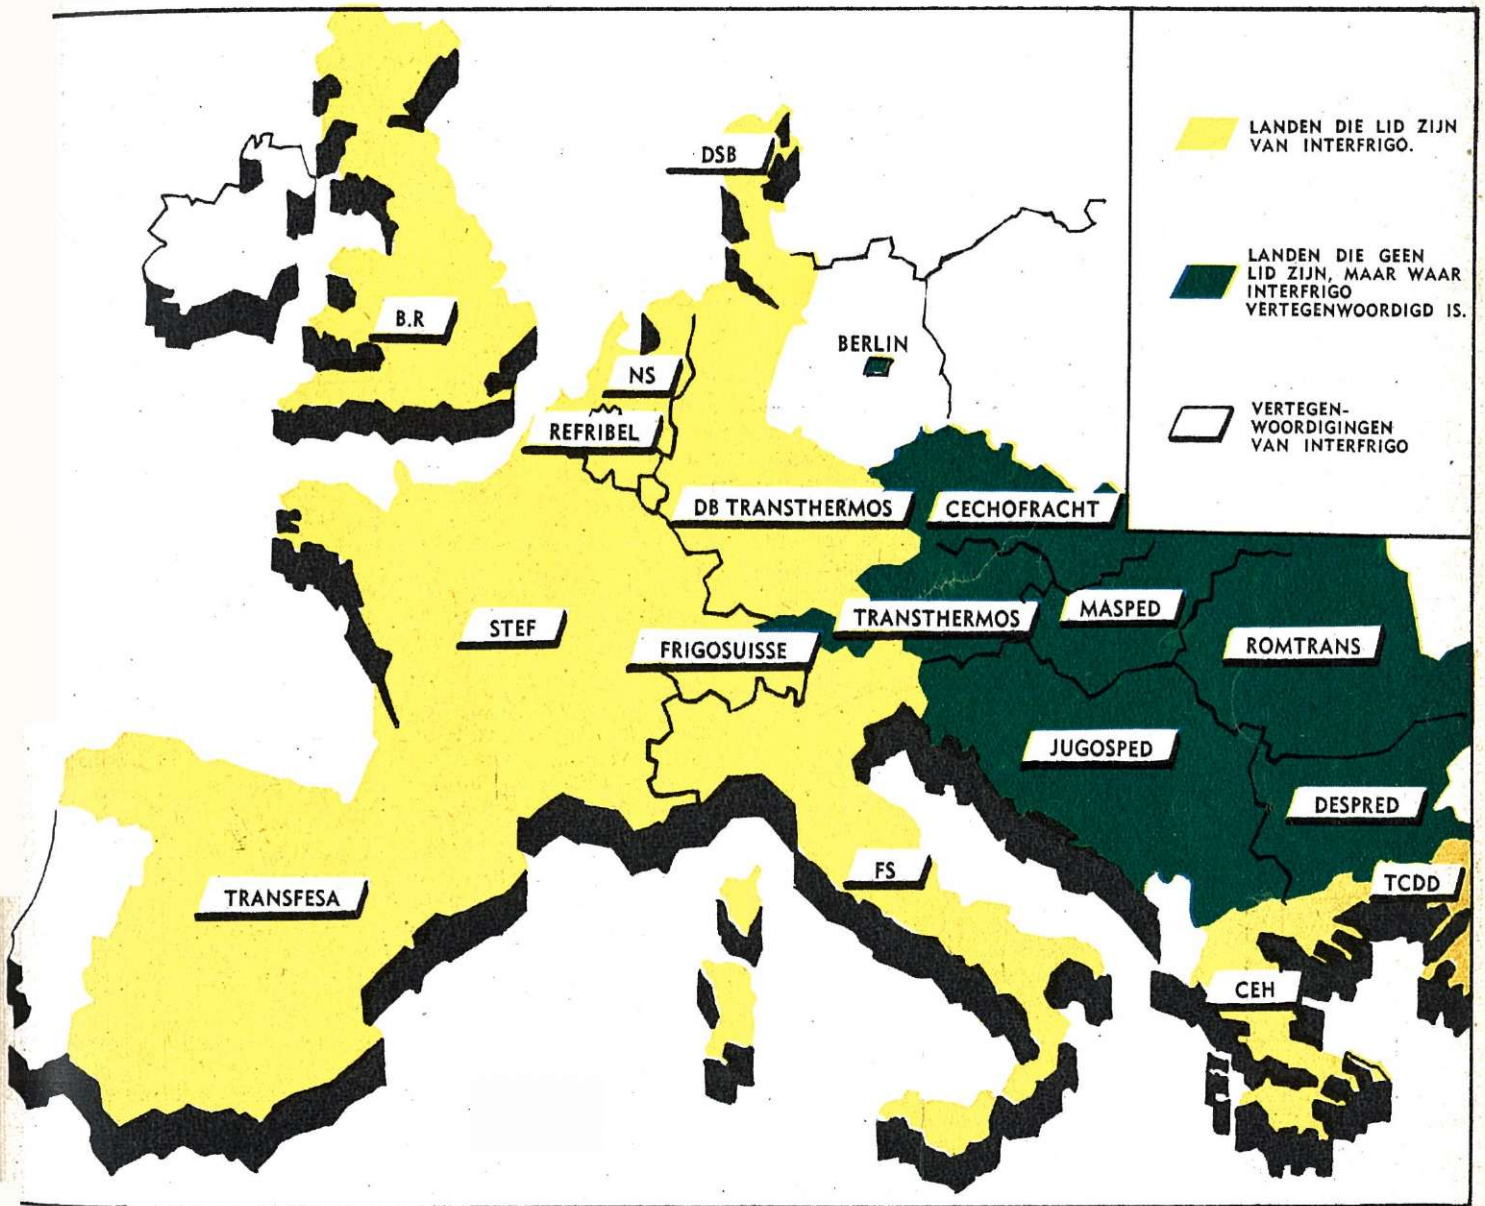 LANDEN DIE LID ZIJN
VAN INTERFRIGO.
LANDEN DIE GEEN
LID ZIJN, MAAR WAAR
INTERFRIGO
VERTEGENWOORDIGD IS.
VERTEGEN-
WOORDIGINGEN
VAN INTERFRIGO
DSB
B.R
BERLIN
NS
REFRIBEL
DB TRANSTHERMOS
CECHOFRACHT
STEF
FRIGOSUISSE
TRANSTHERMOS
MASPED
ROMTRANS
JUGOSPED
DESPRED
TRANSFESA
FS
TCDD
CEH